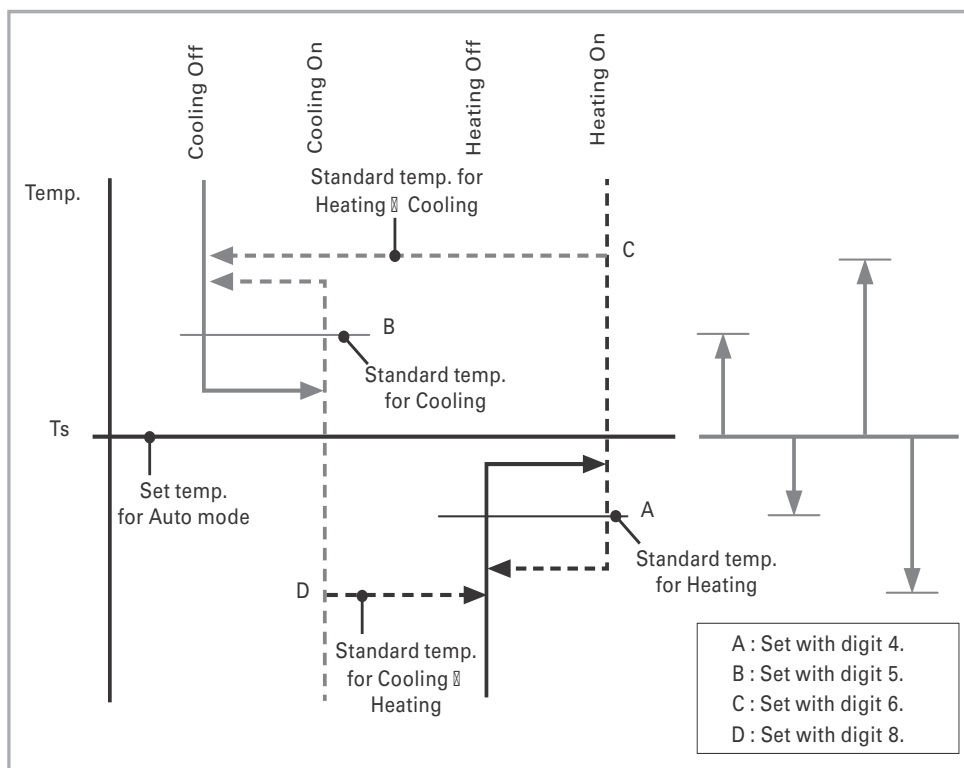 Cooling Off
Cooling On
Heating Off
Heating On
Temp.
Standard temp. for
Heating Cooling
C
B
Standard temp.
for Cooling
Ts
Set temp.
for Auto mode
A
Standard temp.
for Heating
D
Standard temp.
for Cooling
Heating
A : Set with digit 4.
B : Set with digit 5.
C : Set with digit 6.
D : Set with digit 8.